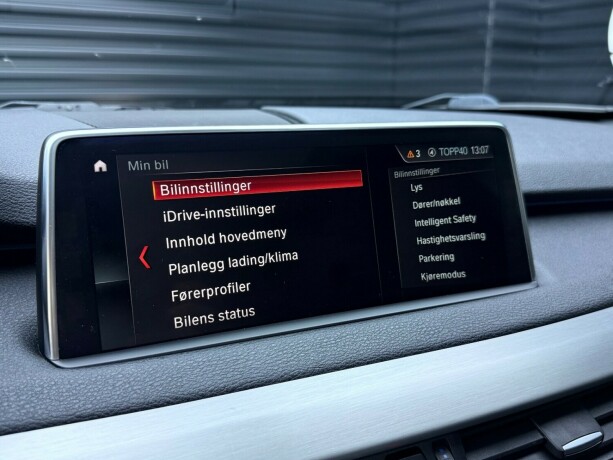 Min bil
3 TOPP40 13:07
Bilinnstillinger
iDrive-innstillinger
Innhold hovedmeny
Planlegg lading/klima
Førerprofiler
Bilens status
Bilinnstillinger
Lys
Dører/nøkkel
Intelligent Safety
Hastighetsvarsling
Parkering
Kjøremodus